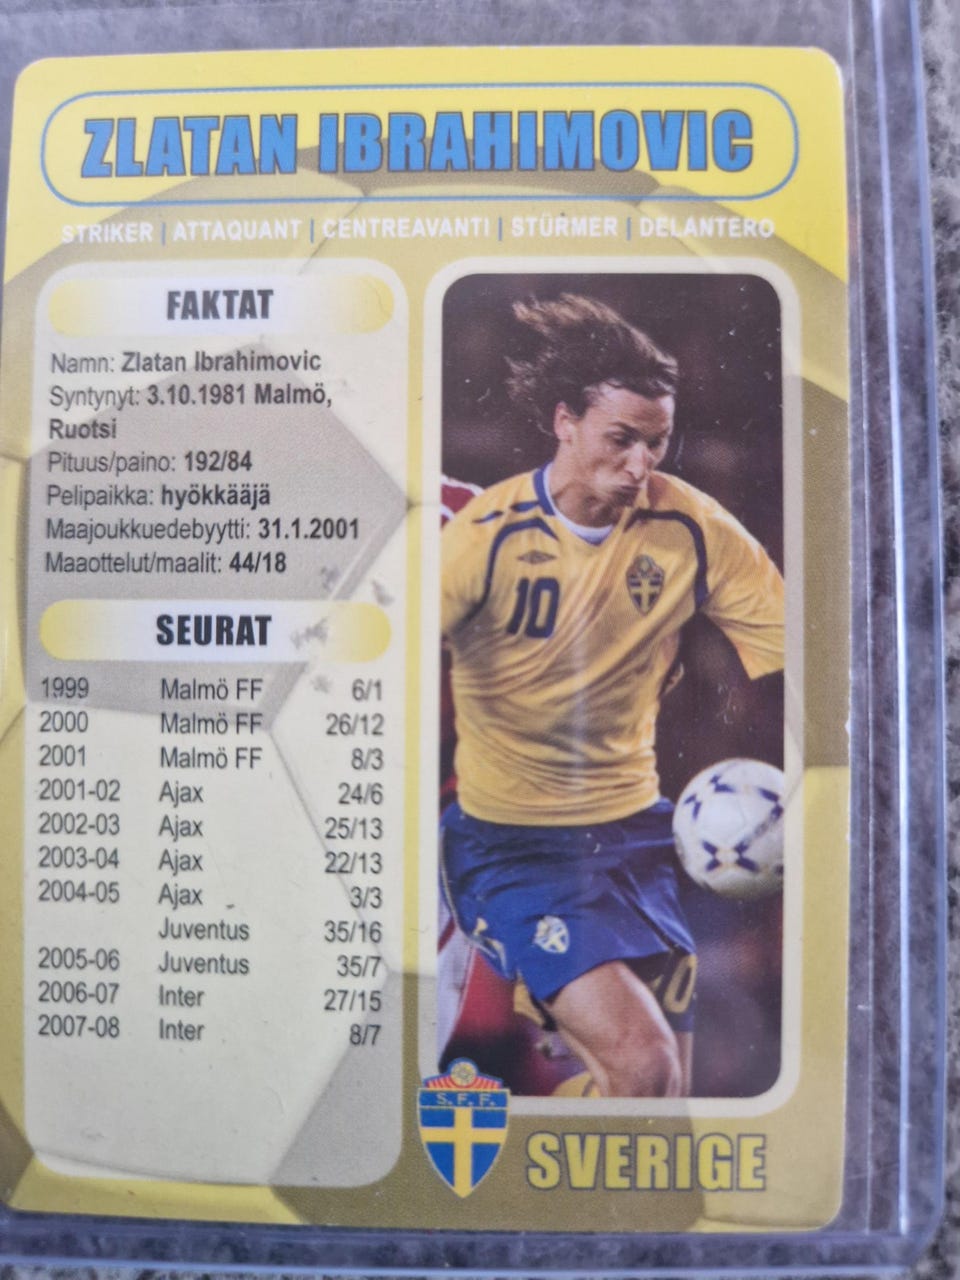 ZLATAN IBRAHIMOVIC
STRIKER | ATTAQUANT | CENTREAVANTI | STÜRMER | DELANTERO
FAKTAT
Namn: Zlatan Ibrahimovic
Syntynyt: 3.10.1981 Malmö,
Ruotsi
Pituus/paino: 192/84
Pelipaikka: hyökkääjä
Maajoukkuedebyytti: 31.1.2001
Maaottelut/maalit: 44/18
SEURAT
1999 Malmö FF 6/1
2000 Malmö FF 26/12
2001 Malmö FF 8/3
2001-02 Ajax 24/6
2002-03 Ajax 25/13
2003-04 Ajax 22/13
2004-05 Ajax 3/3
Juventus 35/16
2005-06 Juventus 35/7
2006-07 Inter 27/15
2007-08 Inter 8/7
10
10
S.F.F.
SVERIGE